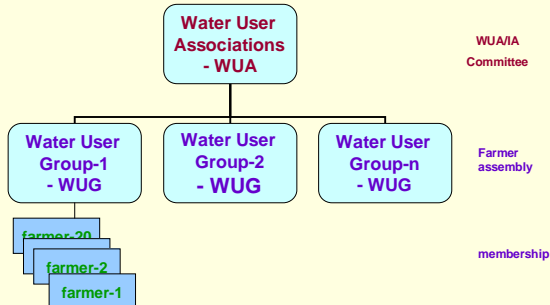 Water User
Associations
- WUA
WUA/IA
Committee
Water User
Group-1
- WUG
Water User
Group-2
- WUG
Water User
Group-n
- WUG
Farmer
assembly
farmer-20
farmer-2
farmer-1
membership